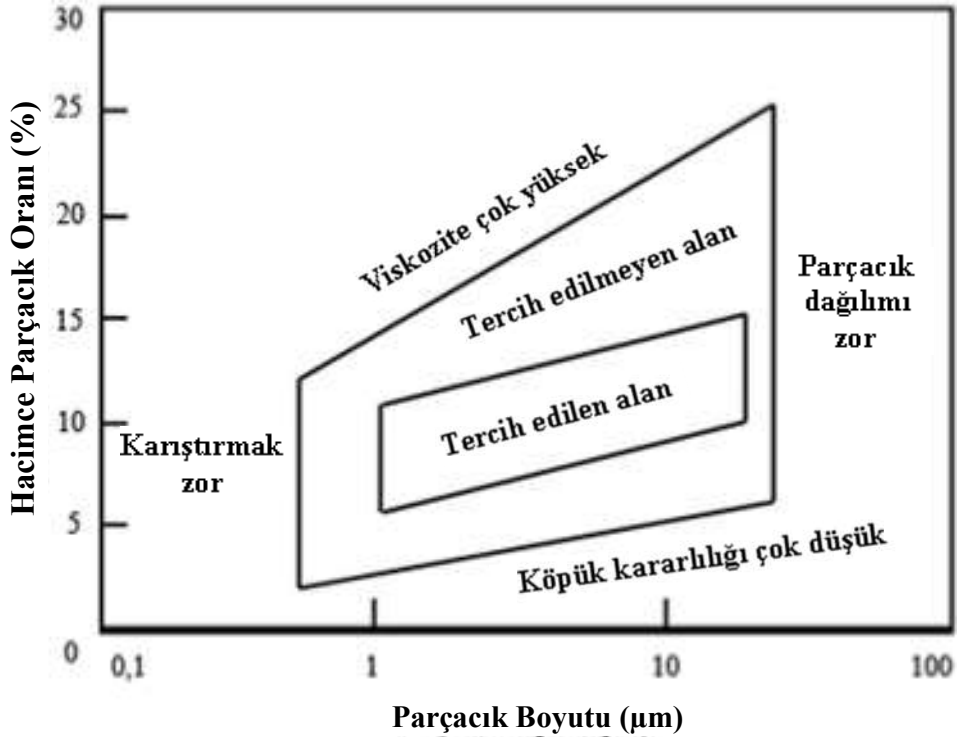 30
25
20
15
10
5
0
Hacimce Parçacık Oranı (%)
Viskozite çok yüksek
Tercih edilmeyen alan
Tercih edilen alan
Parçacık
dağılımı
zor
Karıştırmak
zor
Köpük kararlılığı çok düşük
0,1
1
10
100
Parçacık Boyutu (µm)